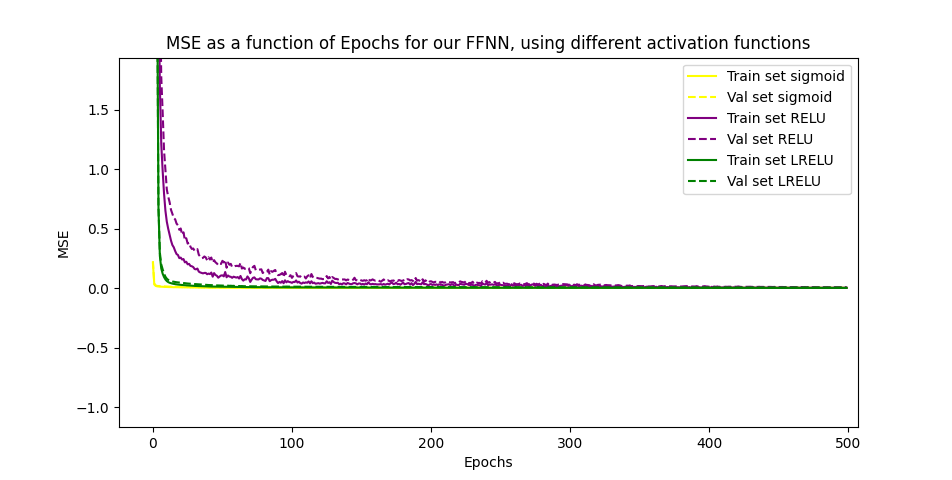 MSE as a function of Epochs for our FFNN, using different activation functions
Train set sigmoid
Val set sigmoid
Train set RELU
Val set RELU
Train set LRELU
Val set LRELU
1.5
1.0
0.5
0.0
−0.5
−1.0
MSE
0 100 200 300 400 500
Epochs